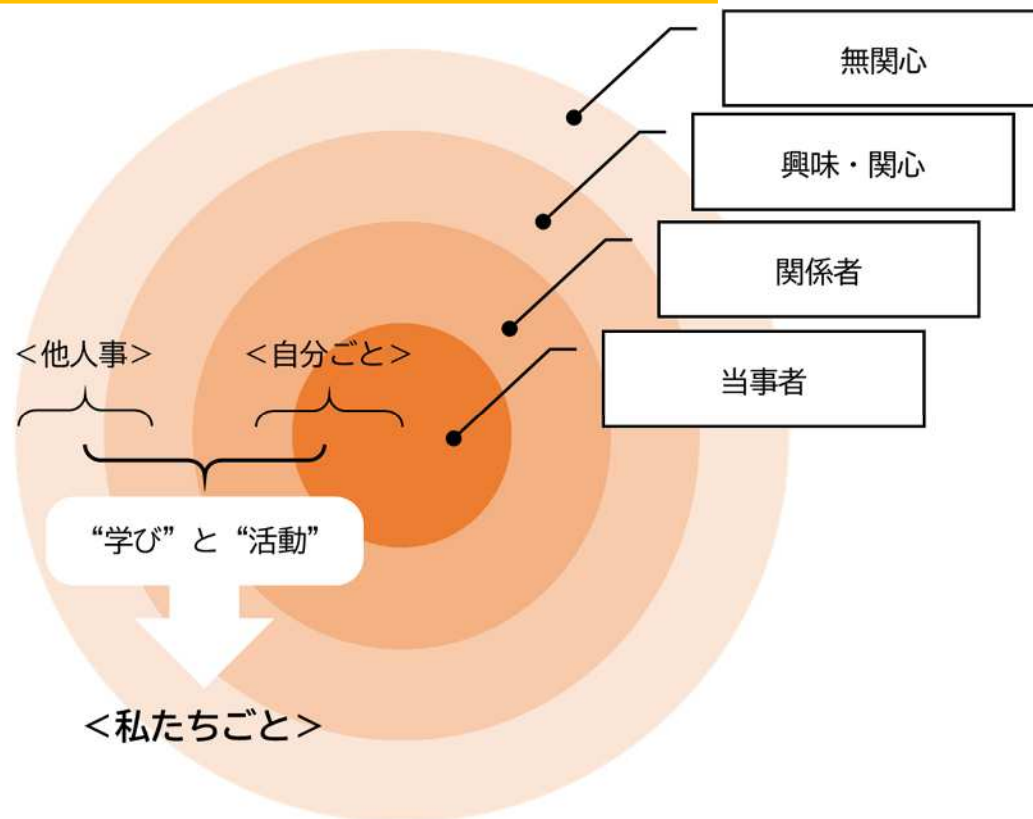 無関心
興味・関心
関係者
当事者
＜他人事＞
＜自分ごと＞
“学び”と“活動”
＜私たちごと＞